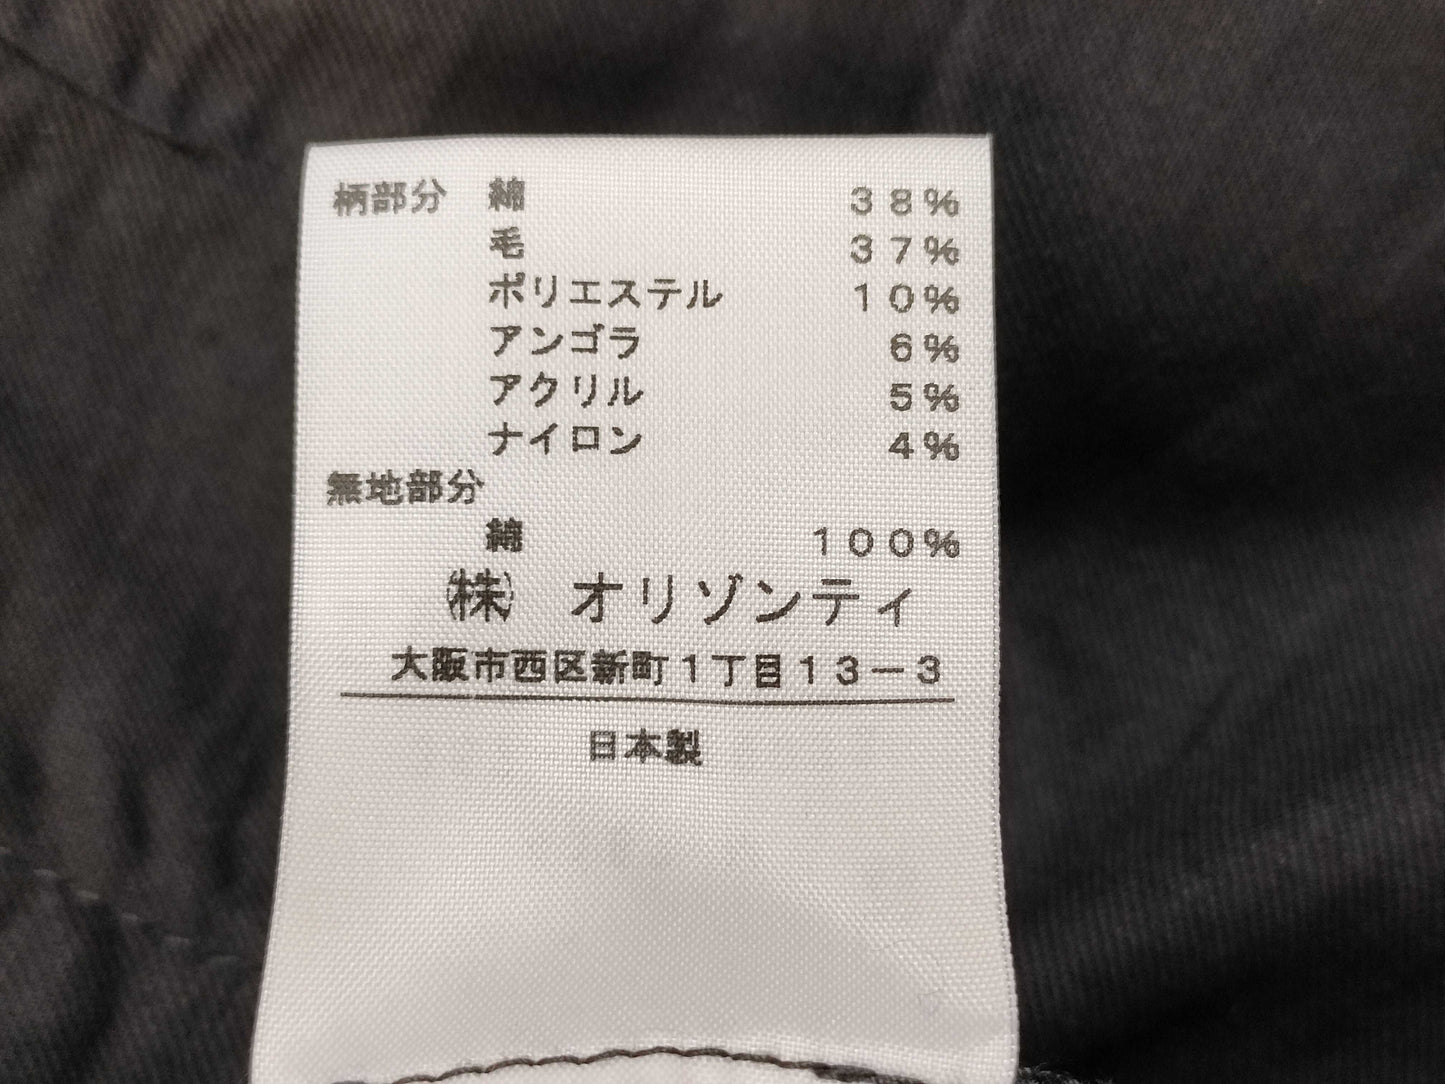 柄部分 綿 38%
毛 37%
ポリエステル 10%
アンゴラ 6%
アクリル 5%
ナイロン 4%
無地部分
綿 100%
㈱ オリゾンティ
大阪市西区新町1丁目13-3
日本製